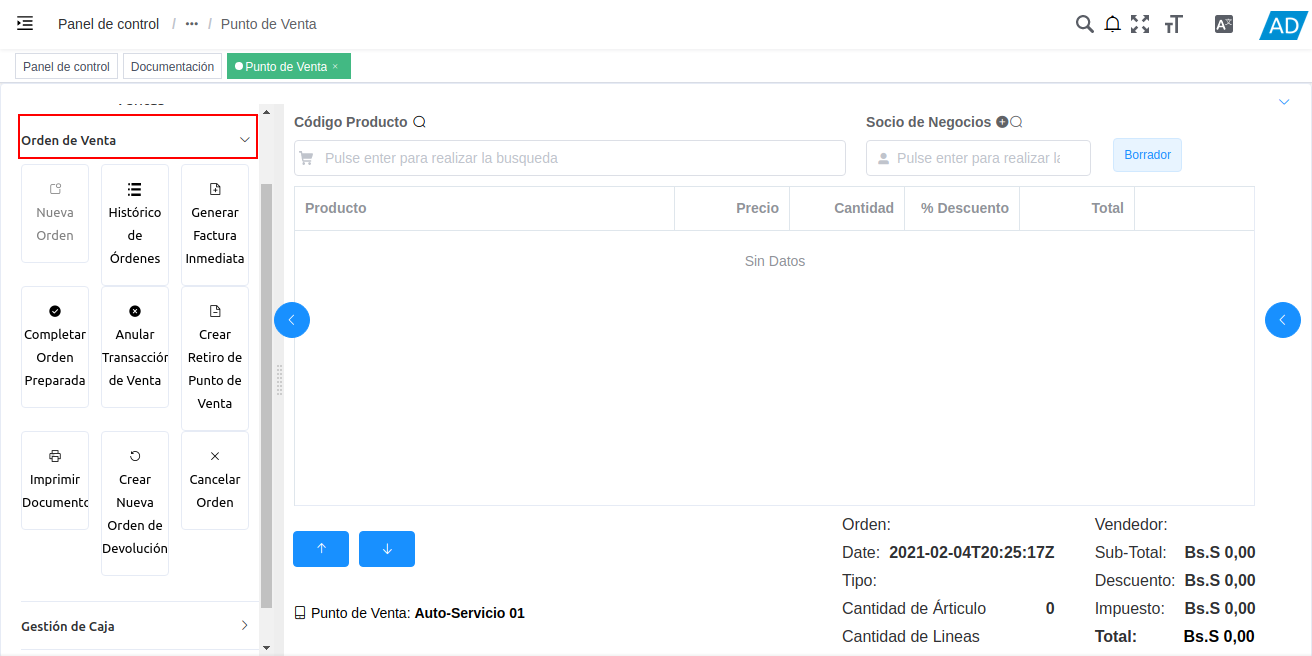 Panel de control / ··· / Punto de Venta
AD
Panel de control
Documentación
Punto de Venta ×
Orden de Venta
Nueva
Orden
Histórico
de
Órdenes
Generar
Factura
Inmediata
Completar
Orden
Preparada
Anular
Transacción
de Venta
Crear
Retiro de
Punto de
Venta
Imprimir
Documento
Crear
Nueva
Orden de
Devolución
Cancelar
Orden
Gestión de Caja
Código Producto
Pulse enter para realizar la busqueda
Socio de Negocios
Pulse enter para realizar la
Borrador
Producto Precio Cantidad % Descuento Total
Sin Datos
Punto de Venta: Auto-Servicio 01
Orden:
Date: 2021-02-04T20:25:17Z
Tipo:
Cantidad de Árticulo 0
Cantidad de Lineas
Vendedor:
Sub-Total: Bs.S 0,00
Descuento: Bs.S 0,00
Impuesto: Bs.S 0,00
Total: Bs.S 0,00